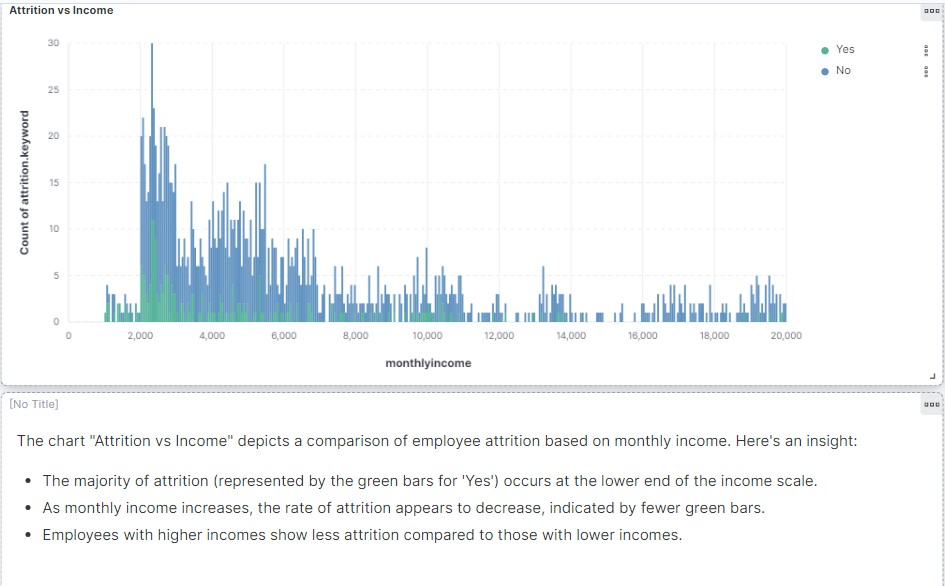 Attrition vs Income
30
25
20
15
10
5
0
Count of attrition.keyword
0 2,000 4,000 6,000 8,000 10,000 12,000 14,000 16,000 18,000 20,000
monthlyincome
Yes
No
[No Title]
The chart "Attrition vs Income" depicts a comparison of employee attrition based on monthly income. Here's an insight:
• The majority of attrition (represented by the green bars for 'Yes') occurs at the lower end of the income scale.
• As monthly income increases, the rate of attrition appears to decrease, indicated by fewer green bars.
• Employees with higher incomes show less attrition compared to those with lower incomes.